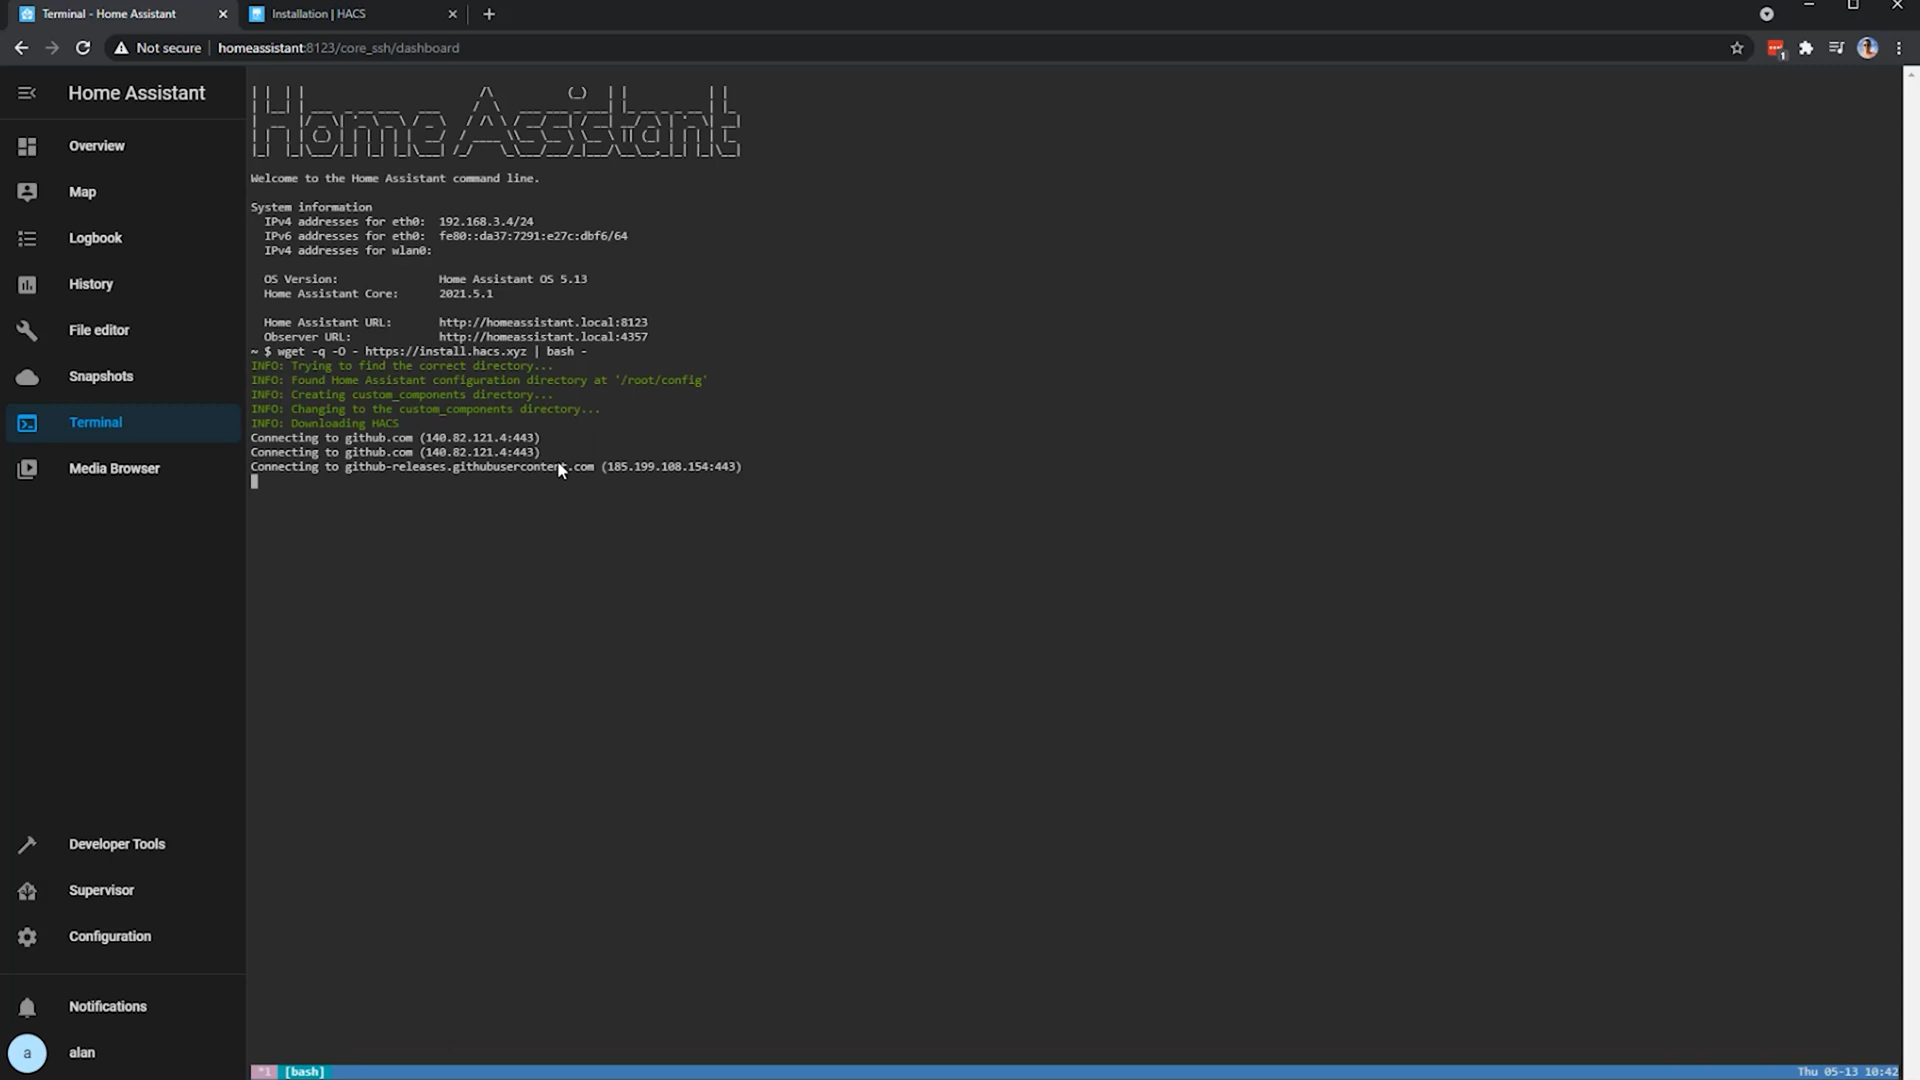 Terminal - Home Assistant
Installation | HACS
Not secure
homeassistant:8123/core_ssh/dashboard
1
Home Assistant
Overview
Map
Logbook
History
File editor
Snapshots
Terminal
Media Browser
Developer Tools
Supervisor
Configuration
Notifications
a
alan
Home Assistant
Welcome to the Home Assistant command line.
System information
IPv4 addresses for eth0: 192.168.3.4/24
IPv6 addresses for eth0: fe80::da37:7291:e27c:dbf6/64
IPv4 addresses for wlan0:
OS Version: Home Assistant OS 5.13
Home Assistant Core: 2021.5.1
Home Assistant URL: http://homeassistant.local:8123
Observer URL: http://homeassistant.local:4357
~ $ wget -q -O - https://install.hacs.xyz | bash -
INFO: Trying to find the correct directory...
INFO: Found Home Assistant configuration directory at '/root/config'
INFO: Creating custom_components directory...
INFO: Changing to the custom_components directory...
INFO: Downloading HACS
Connecting to github.com (140.82.121.4:443)
Connecting to github.com (140.82.121.4:443)
Connecting to github-releases.githubusercontent.com (185.199.108.154:443)
*1 [bash]
Thu 05-13 10:42